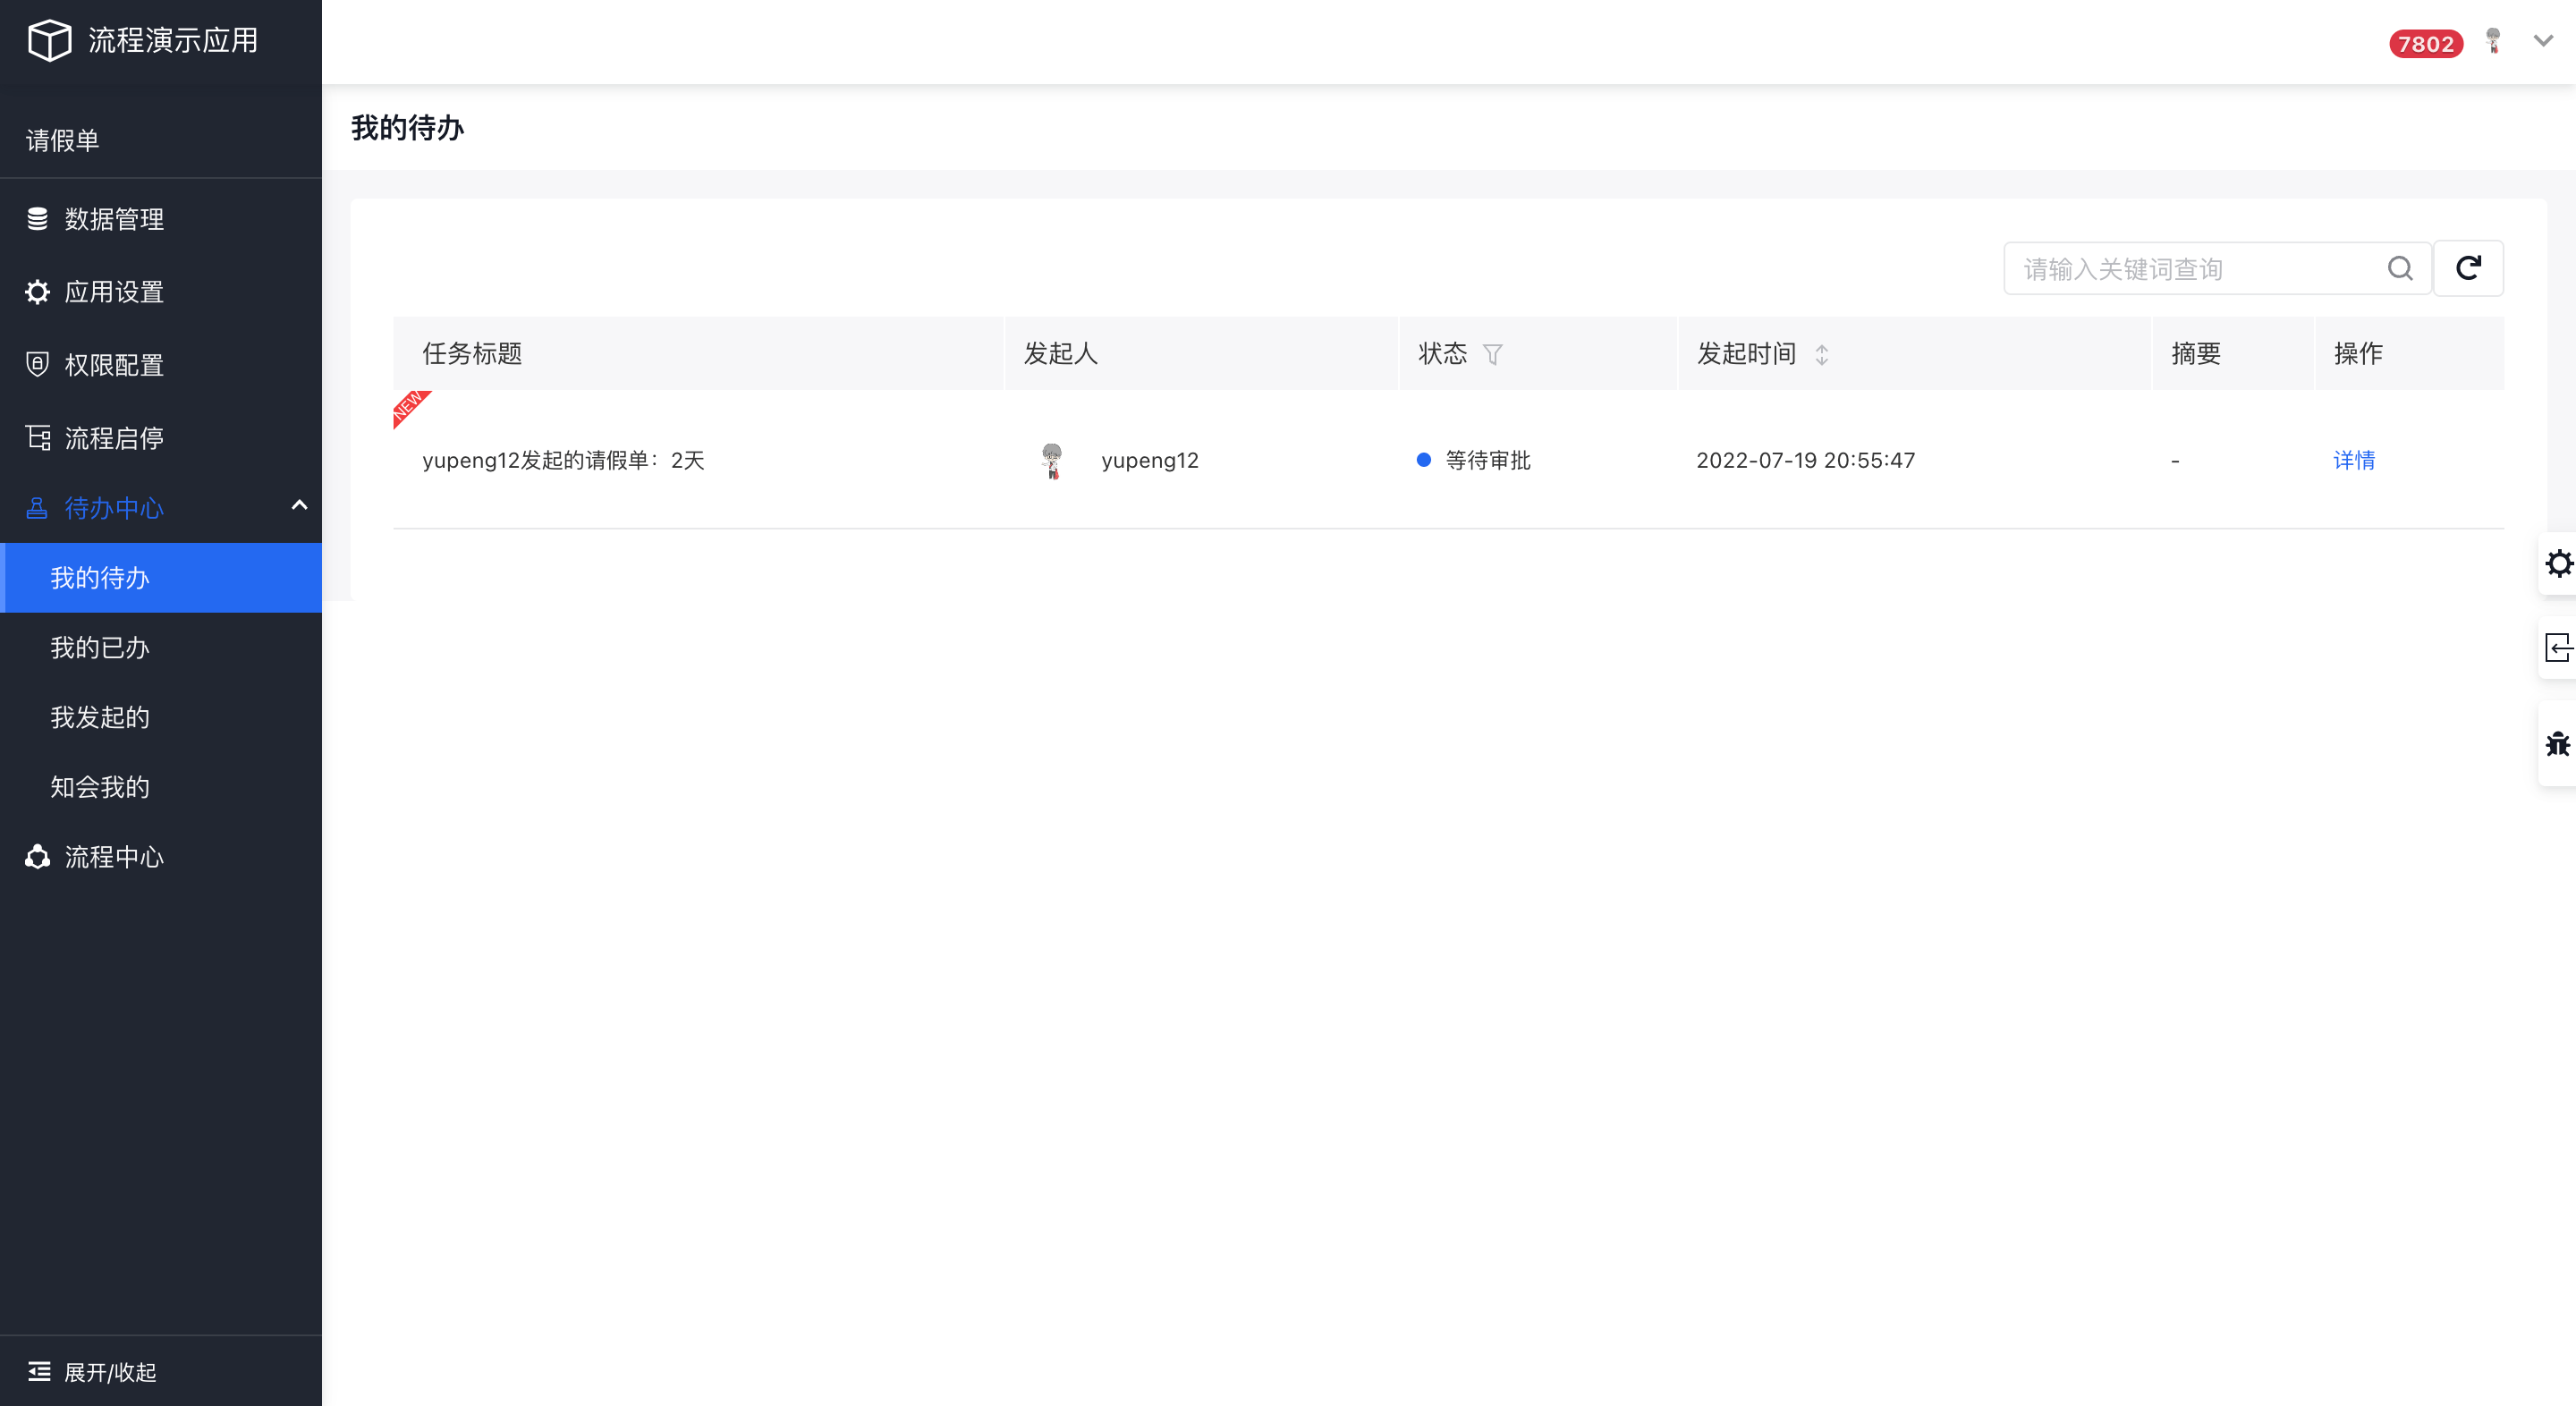 流程演示应用
7802
请假单
数据管理
应用设置
权限配置
流程启停
待办中心
我的待办
我的已办
我发起的
知会我的
流程中心
展开/收起
我的待办
请输入关键词查询
任务标题 发起人 状态 发起时间 摘要 操作
NEW
yupeng12发起的请假单：2天 yupeng12 等待审批 2022-07-19 20:55:47 - 详情